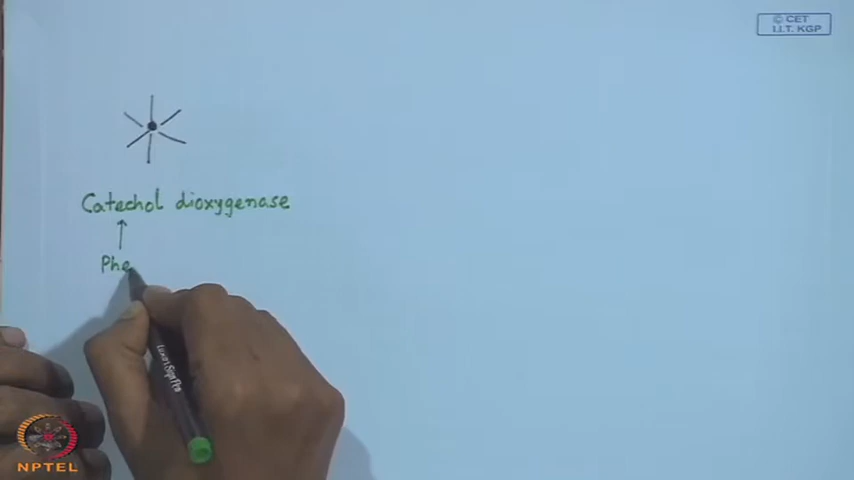 © CET
I.I.T. KGP
Catechol dioxygenase
Phe
NPTEL